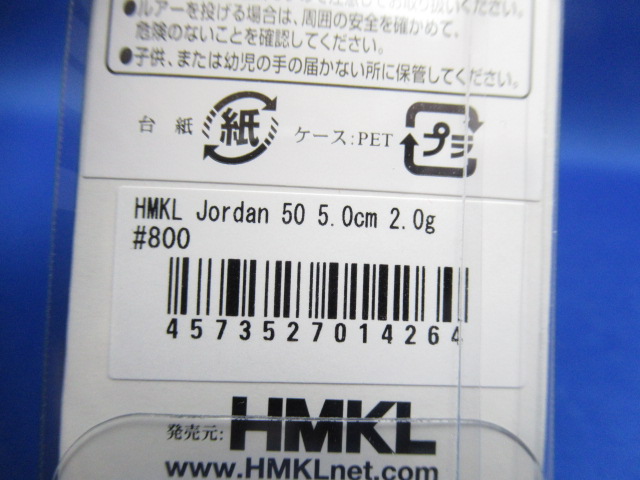 ●ルアーを投げる場合は、周囲の安全を確かめて、
危険のないことを確認してください。
●子供、または幼児の手の届かない所に保管してください。
台紙 紙 ケース:PET プラ
HMKL Jordan 50 5.0cm 2.0g
#800
4573527014264
発売元: HMKL
www.HMKLnet.com